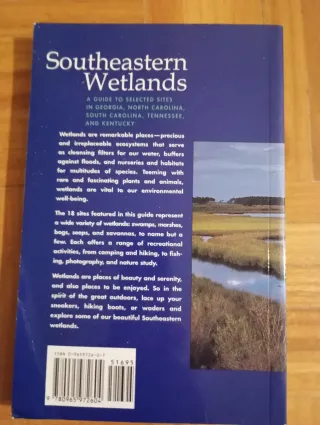 Southeastern
Wetlands
A GUIDE TO SELECTED SITES
IN GEORGIA, NORTH CAROLINA,
SOUTH CAROLINA, TENNESSEE,
AND KENTUCKY
Wetlands are remarkable places—precious
and irreplaceable ecosystems that serve
as cleansing filters for our water, buffers
against floods, and nurseries and habitats
for multitudes of species. Teeming with
rare and fascinating plants and animals,
wetlands are vital to our environmental
well-being.
The 18 sites featured in this guide represent
a wide variety of wetlands: swamps, marshes,
bogs, seeps, and savannas, to name but a
few. Each offers a range of recreational
activities, from camping and hiking, to fish-
ing, photography, and nature study.
Wetlands are places of beauty and serenity,
and also places to be enjoyed. So in the
spirit of the great outdoors, lace up your
sneakers, hiking boots, or waders and
explore some of our beautiful Southeastern
wetlands.
51695
9 780965 972604